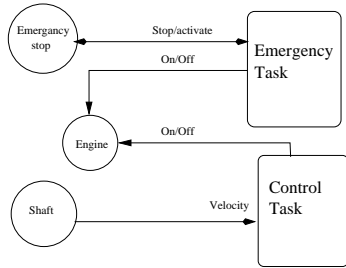 Emergancy
stop
Stop/activate
Emergency
Task
On/Off
Engine
On/Off
Control
Task
Shaft
Velocity